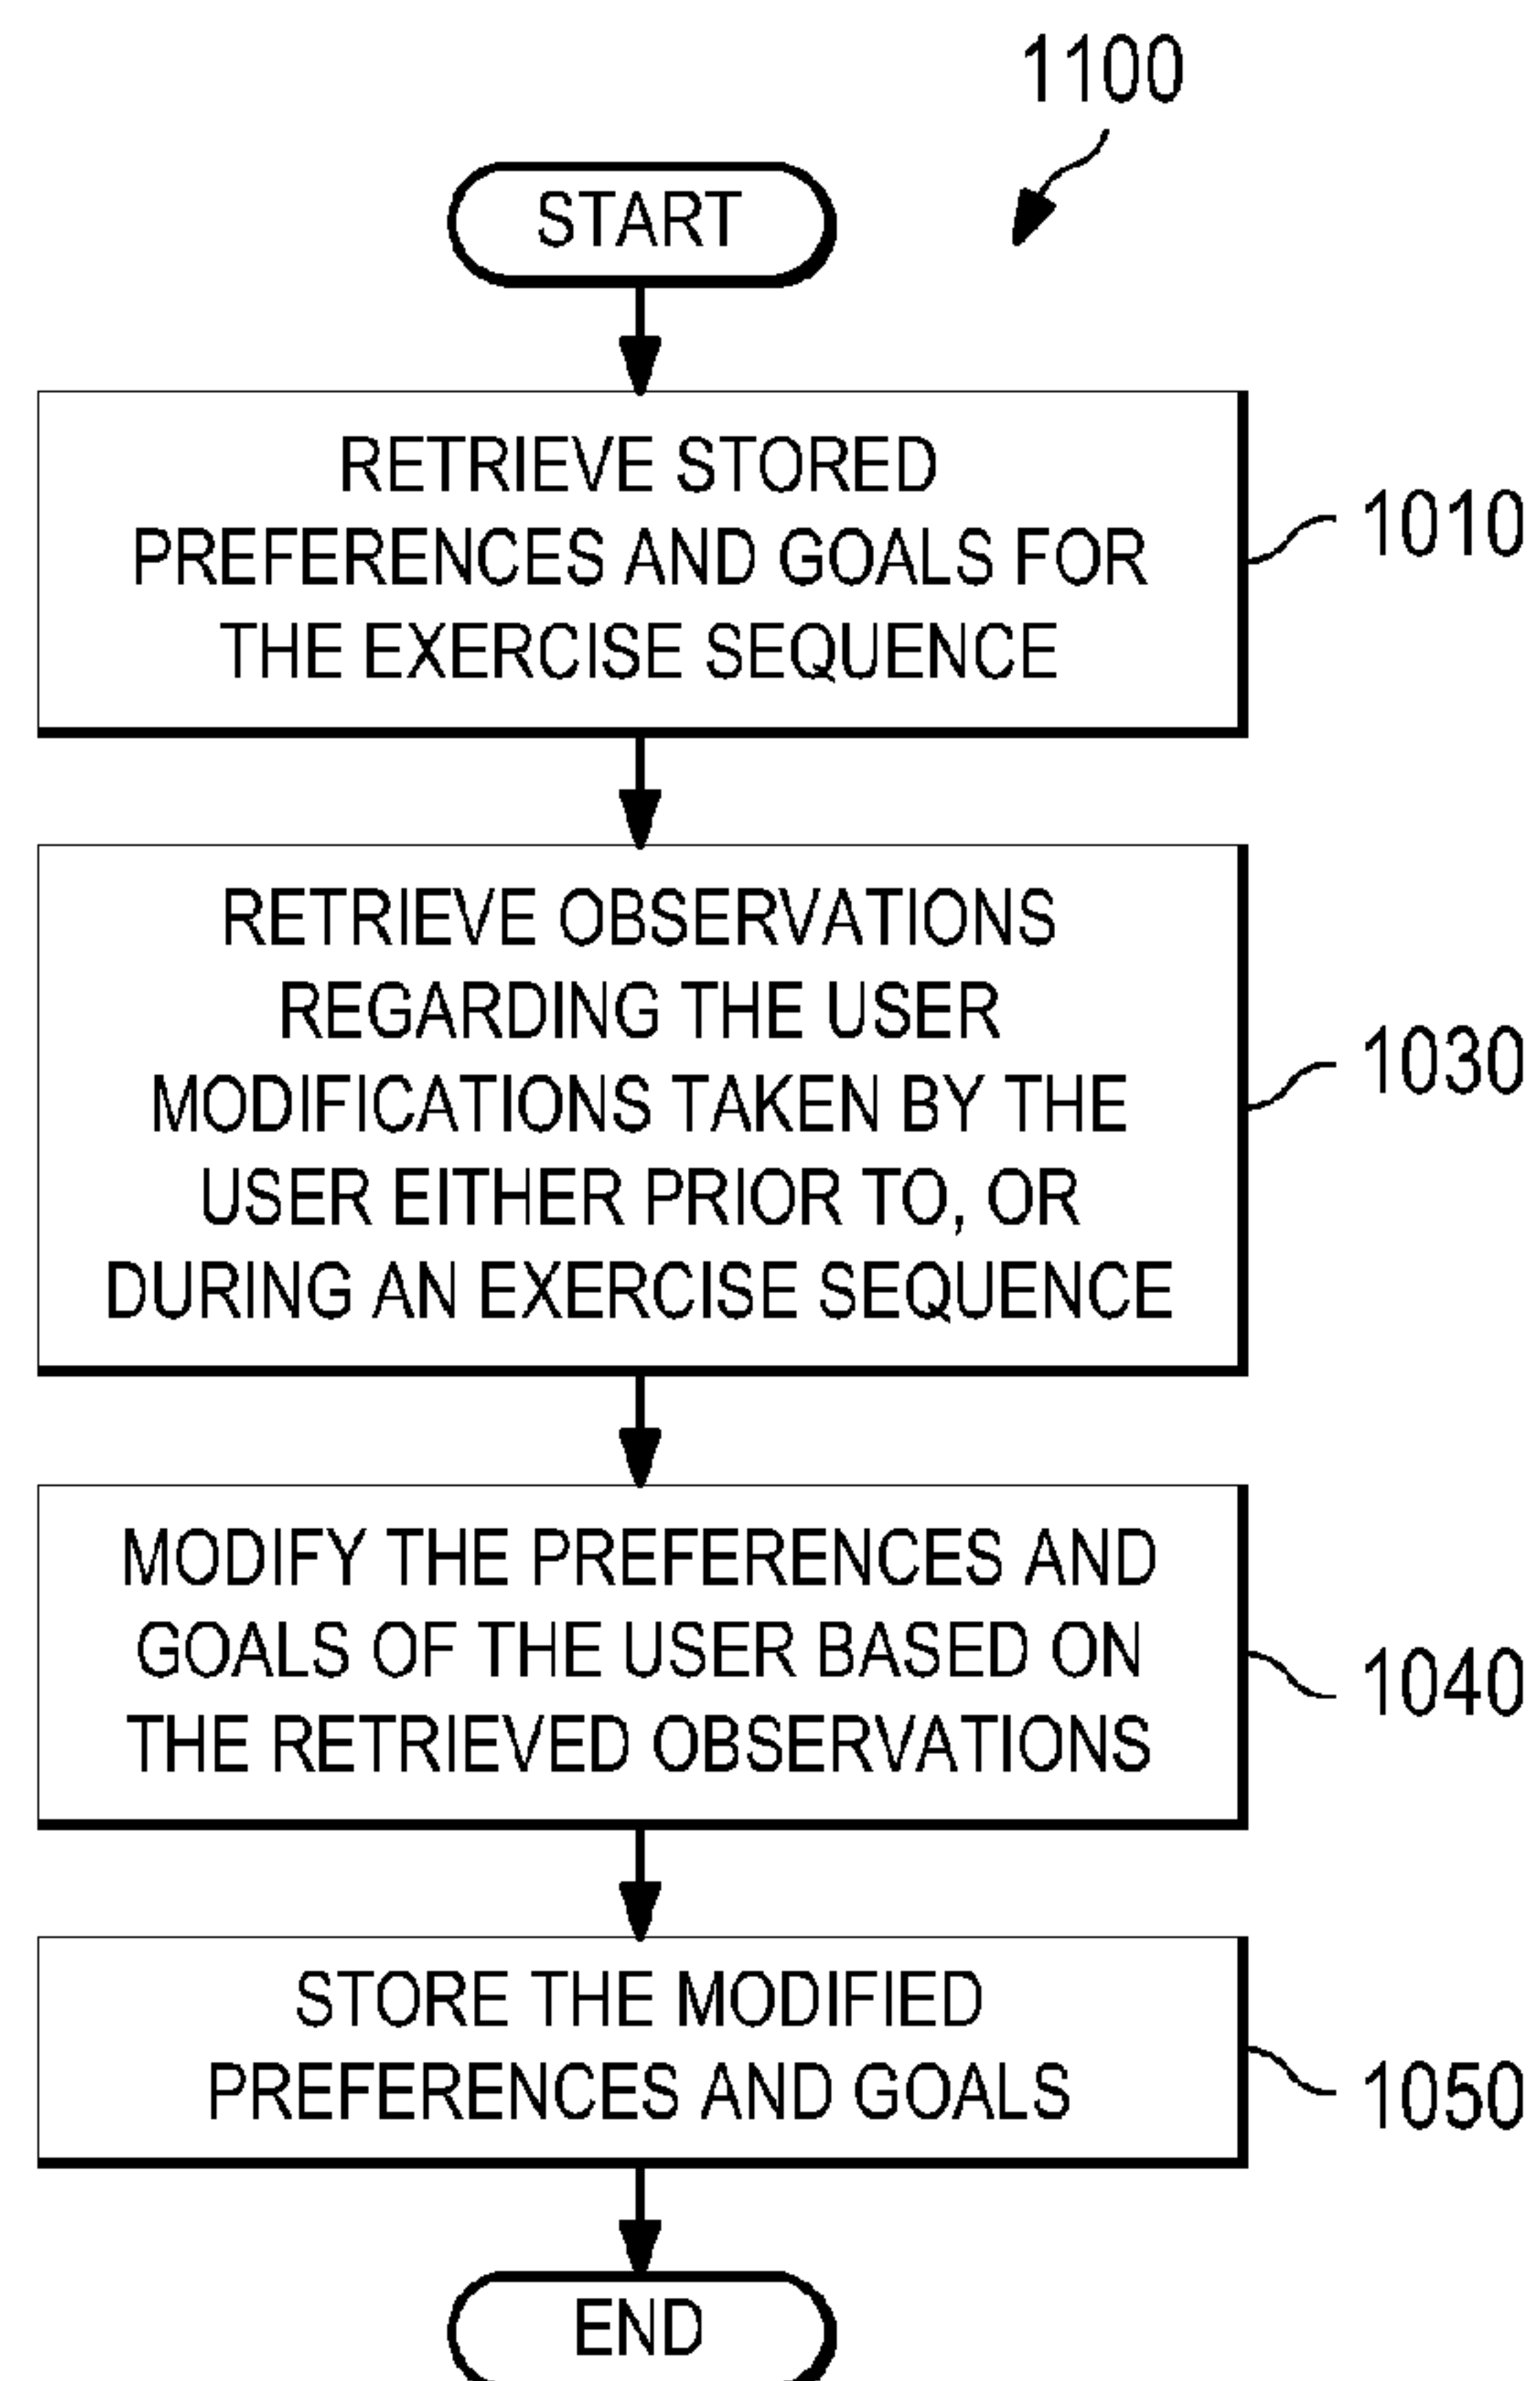 1100
START
RETRIEVE STORED
PREFERENCES AND GOALS FOR
THE EXERCISE SEQUENCE
1010
RETRIEVE OBSERVATIONS
REGARDING THE USER
MODIFICATIONS TAKEN BY THE
USER EITHER PRIOR TO, OR
DURING AN EXERCISE SEQUENCE
1030
MODIFY THE PREFERENCES AND
GOALS OF THE USER BASED ON
THE RETRIEVED OBSERVATIONS
1040
STORE THE MODIFIED
PREFERENCES AND GOALS
1050
END